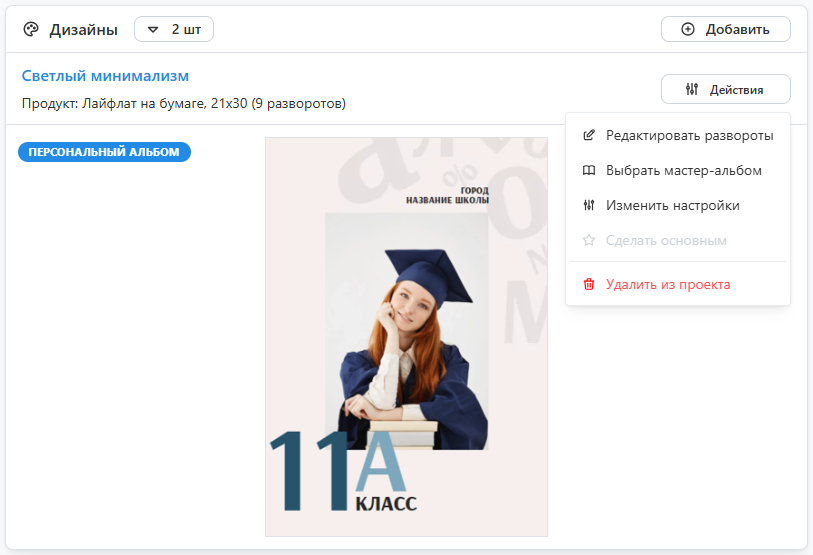 Дизайны
2 шт
Добавить
Светлый минимализм
Продукт: Лайфлат на бумаге, 21х30 (9 разворотов)
Действия
Редактировать развороты
Выбрать мастер-альбом
Изменить настройки
Сделать основным
Удалить из проекта
ПЕРСОНАЛЬНЫЙ АЛЬБОМ
ГОРОД
НАЗВАНИЕ ШКОЛЫ
11А
КЛАСС